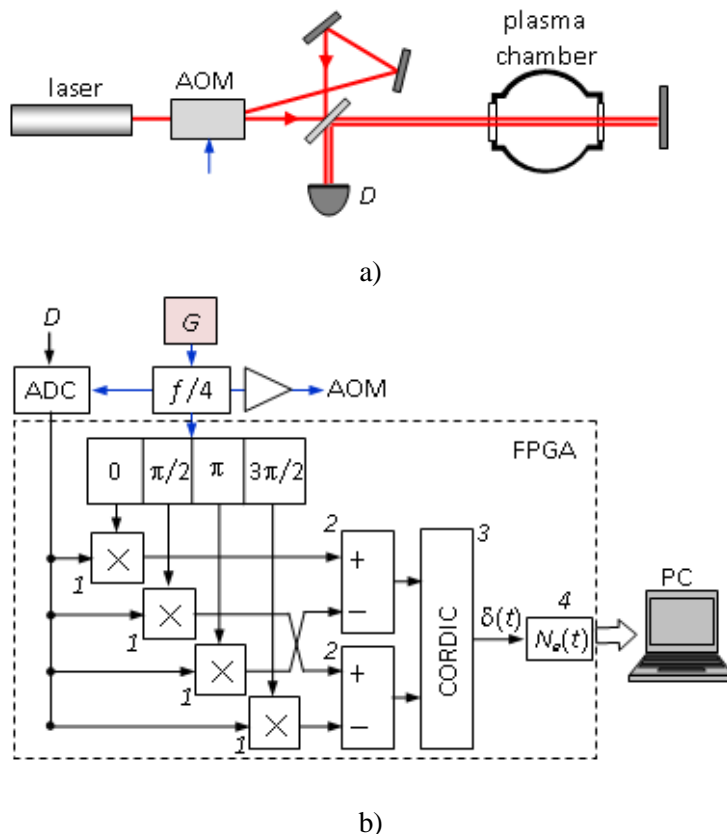 plasma
chamber
laser
AOM
D
a)
D
G
ADC
f/4
AOM
FPGA
0 π/2 π 3π/2
2
3
×
+
1
−
PC
×
δ(t)
4
1
CORDIC
Nₑ(t)
2
×
+
1
×
−
1
b)